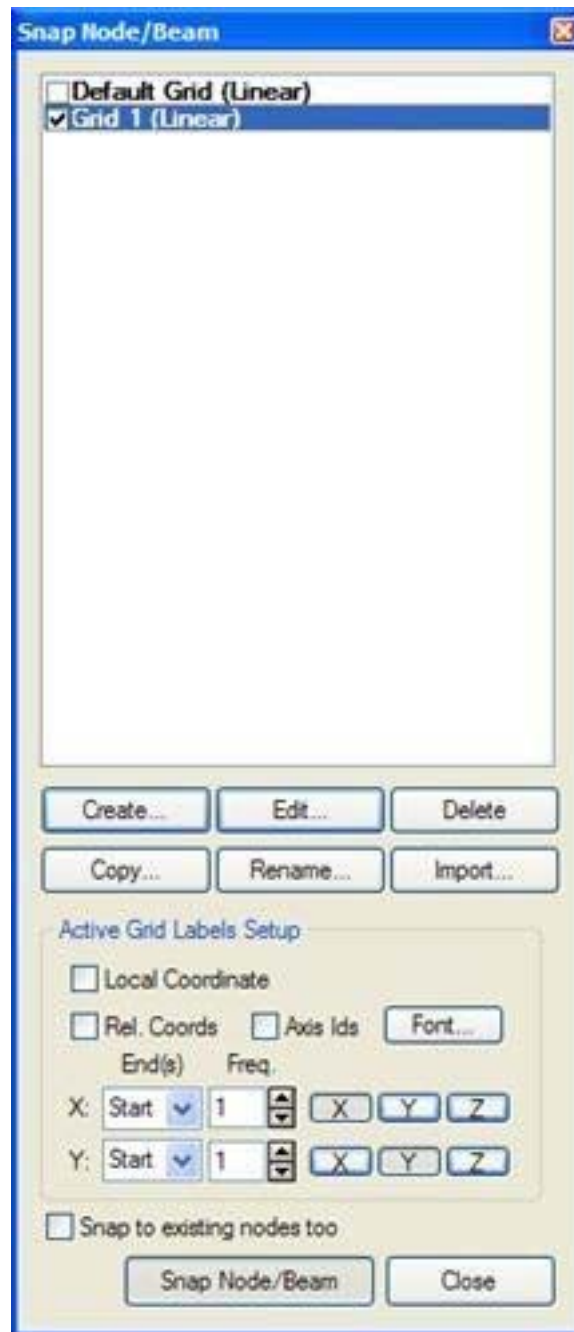 Snap Node/Beam
Default Grid (Linear)
Grid 1 (Linear)
Create... Edit... Delete
Copy... Rename... Import...
Active Grid Labels Setup
Local Coordinate
Rel. Coords Axis Ids Font...
End(s) Freq.
X: Start 1 X Y Z
Y: Start 1 X Y Z
Snap to existing nodes too
Snap Node/Beam Close